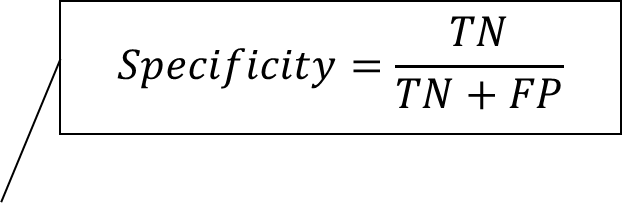 Specificity = TN / TN + FP